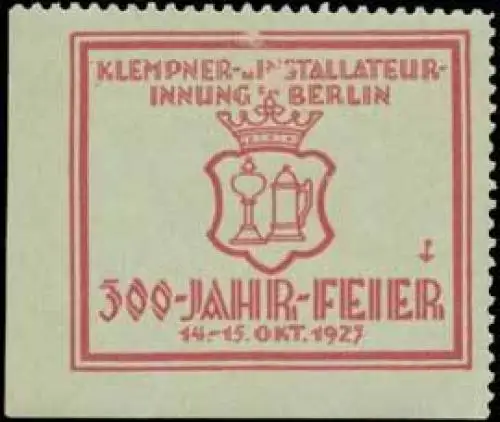 KLEMPNER-u INSTALLATEUR-
INNUNG ZU BERLIN
300-JAHR-FEIER
14.-15. OKT. 1927